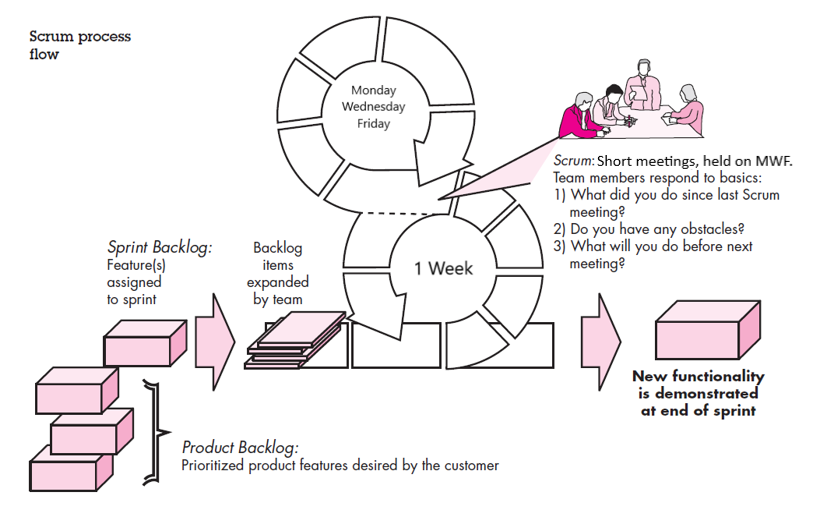 Scrum process
flow
Monday
Wednesday
Friday
Scrum: Short meetings, held on MWF.
Team members respond to basics:
1) What did you do since last Scrum
meeting?
2) Do you have any obstacles?
3) What will you do before next
meeting?
1 Week
Sprint Backlog:
Feature(s)
assigned
to sprint
Backlog
items
expanded
by team
New functionality
is demonstrated
at end of sprint
Product Backlog:
Prioritized product features desired by the customer